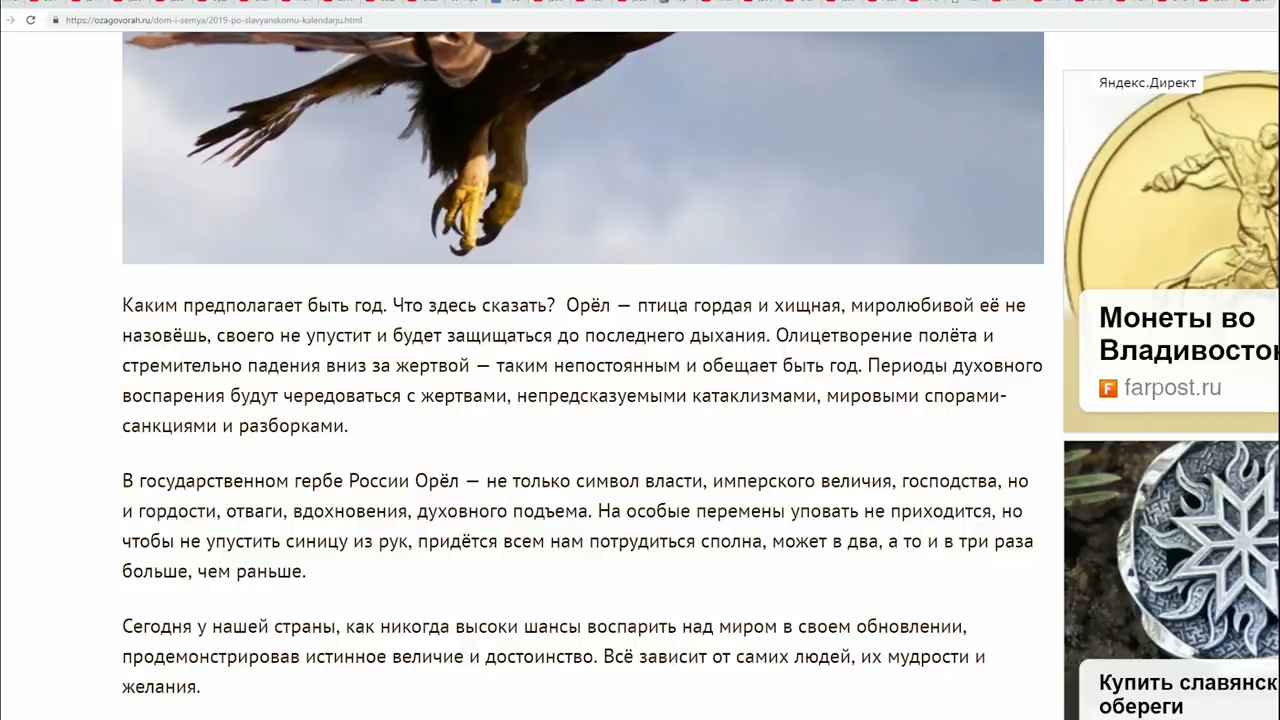 https://ozagovorah.ru/dom-i-semya/2019-po-slavyanskomu-kalendarju.html
Яндекс.Директ
Каким предполагает быть год. Что здесь сказать? Орёл — птица гордая и хищная, миролюбивой её не
назовёшь, своего не упустит и будет защищаться до последнего дыхания. Олицетворение полёта и
стремительно падения вниз за жертвой — таким непостоянным и обещает быть год. Периоды духовного
воспарения будут чередоваться с жертвами, непредсказуемыми катаклизмами, мировыми спорами-
санкциями и разборками.
В государственном гербе России Орёл — не только символ власти, имперского величия, господства, но
и гордости, отваги, вдохновения, духовного подъема. На особые перемены уповать не приходится, но
чтобы не упустить синицу из рук, придётся всем нам потрудиться сполна, может в два, а то и в три раза
больше, чем раньше.
Сегодня у нашей страны, как никогда высоки шансы воспарить над миром в своем обновлении,
продемонстрировав истинное величие и достоинство. Всё зависит от самих людей, их мудрости и
желания.
Монеты во
Владивосток
farpost.ru
Купить славянск
обереги